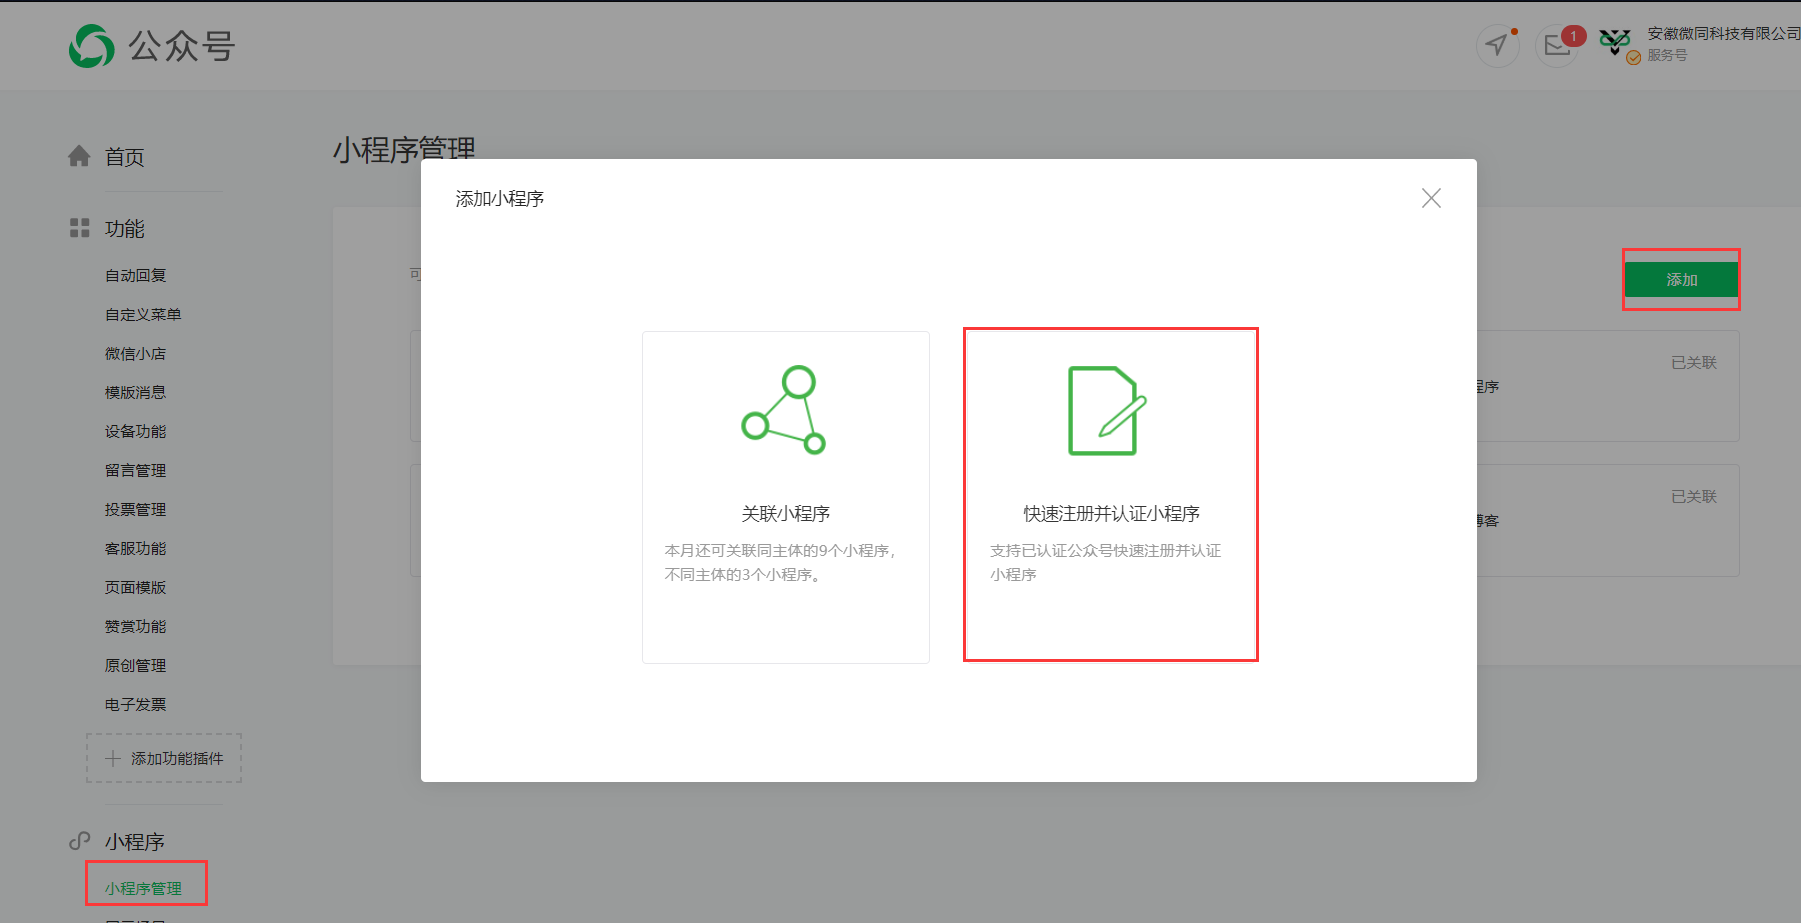 公众号
1
安徽微同科技有限公司
服务号
首页
功能
自动回复
自定义菜单
微信小店
模版消息
设备功能
留言管理
投票管理
客服功能
页面模版
赞赏功能
原创管理
电子发票
添加功能插件
小程序
小程序管理
小程序管理
可
添加
已关联
程序
已关联
博客
添加小程序
关联小程序
本月还可关联同主体的9个小程序，
不同主体的3个小程序。
快速注册并认证小程序
支持已认证公众号快速注册并认证
小程序